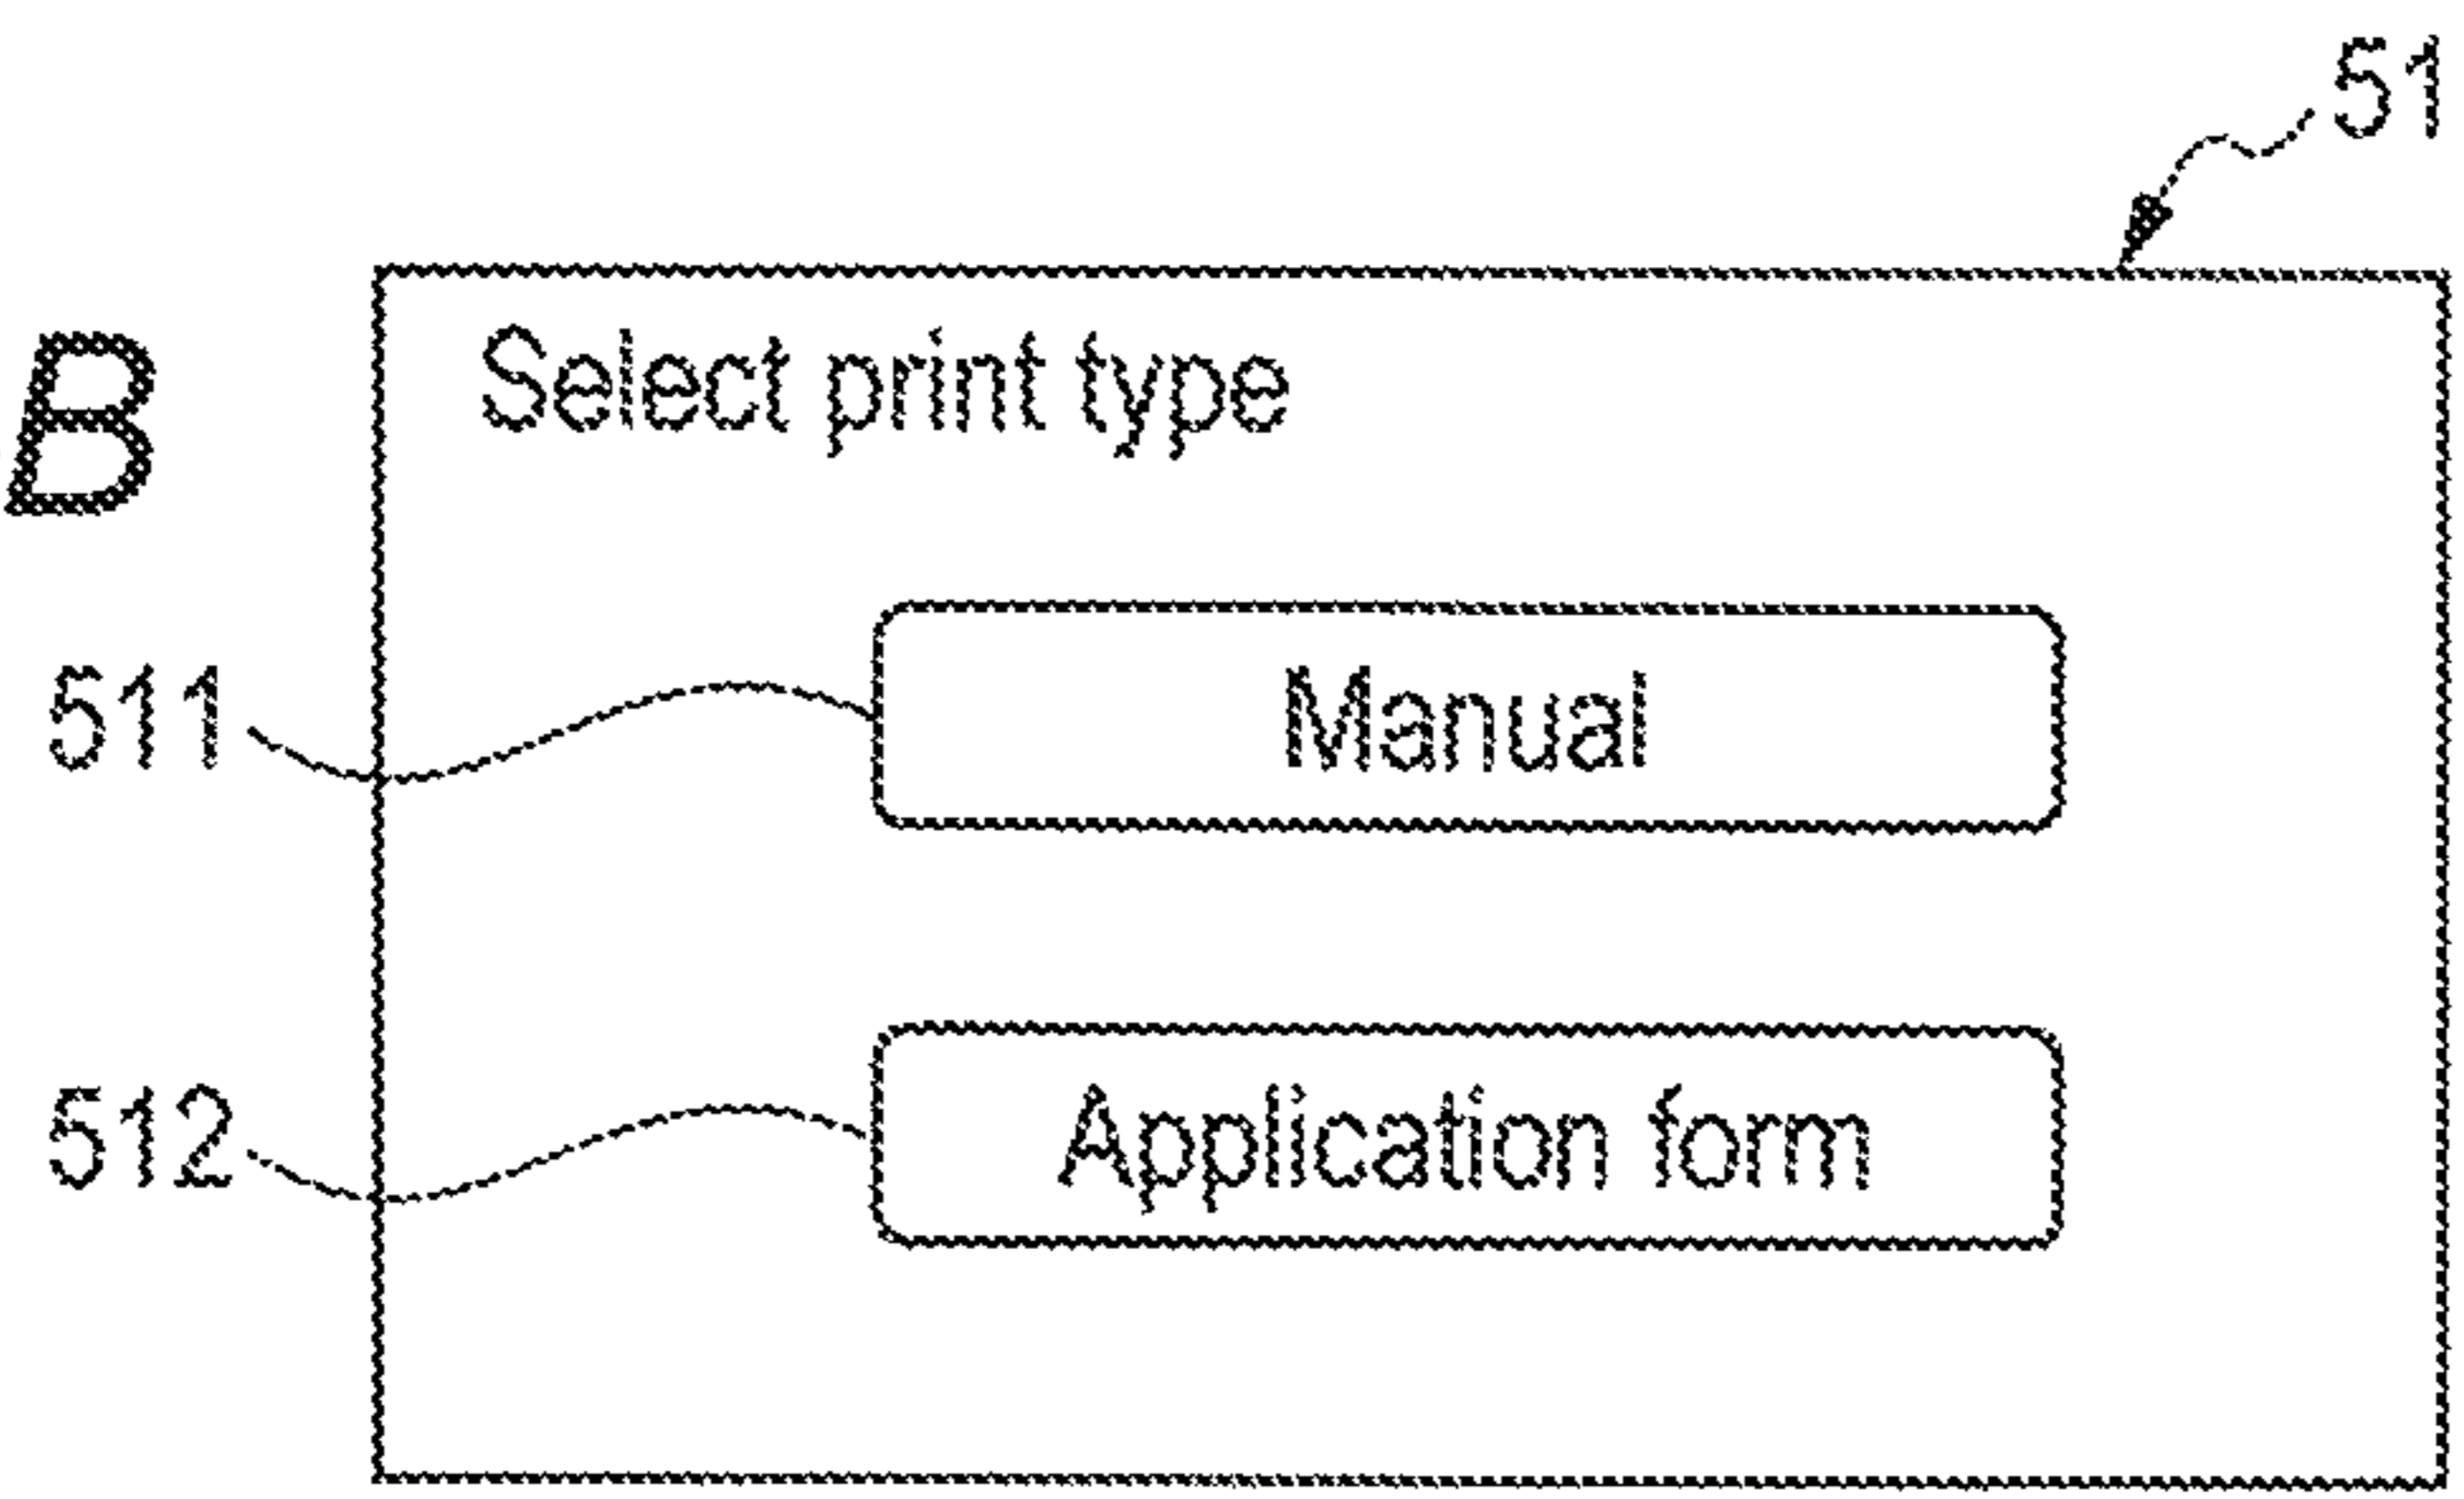 51
B
Select print type
511
Manual
512
Application form